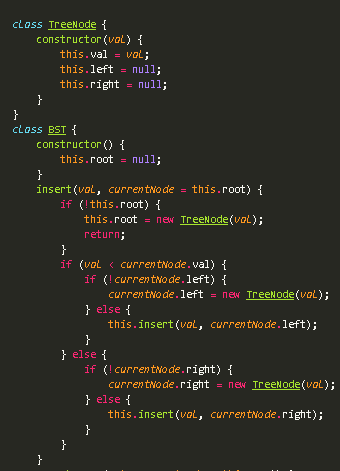 class TreeNode {
    constructor(val) {
        this.val = val;
        this.left = null;
        this.right = null;
    }
}
class BST {
    constructor() {
        this.root = null;
    }
    insert(val, currentNode = this.root) {
        if (!this.root) {
            this.root = new TreeNode(val);
            return;
        }
        if (val < currentNode.val) {
            if (!currentNode.left) {
                currentNode.left = new TreeNode(val);
            } else {
                this.insert(val, currentNode.left);
            }
        } else {
            if (!currentNode.right) {
                currentNode.right = new TreeNode(val);
            } else {
                this.insert(val, currentNode.right);
            }
        }
    }